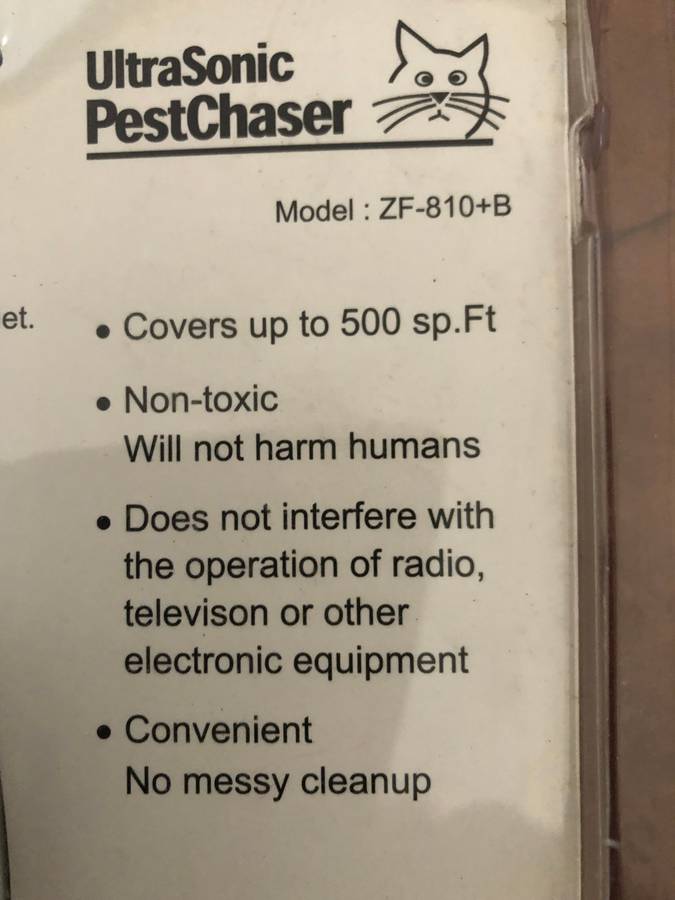 UltraSonic
PestChaser
Model : ZF-810+B
et.
• Covers up to 500 sp.Ft
• Non-toxic
Will not harm humans
• Does not interfere with
the operation of radio,
televison or other
electronic equipment
• Convenient
No messy cleanup